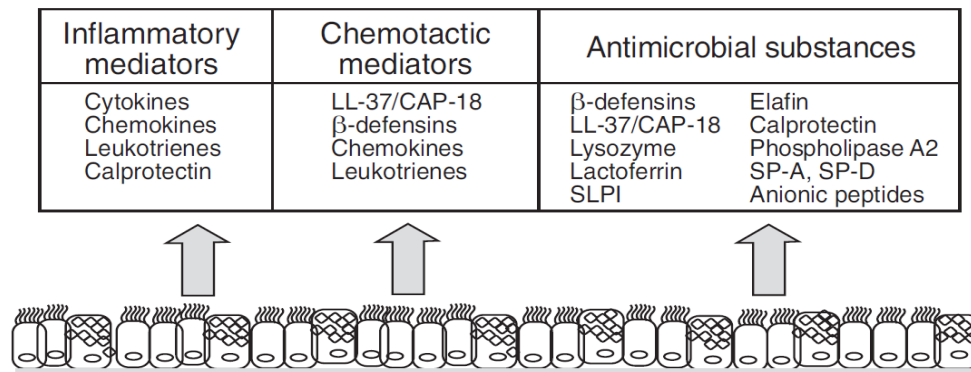 Inflammatory
mediators
Cytokines
Chemokines
Leukotrienes
Calprotectin
Chemotactic
mediators
LL-37/CAP-18
β-defensins
Chemokines
Leukotrienes
Antimicrobial substances
β-defensins
LL-37/CAP-18
Lysozyme
Lactoferrin
SLPI
Elafin
Calprotectin
Phospholipase A2
SP-A, SP-D
Anionic peptides